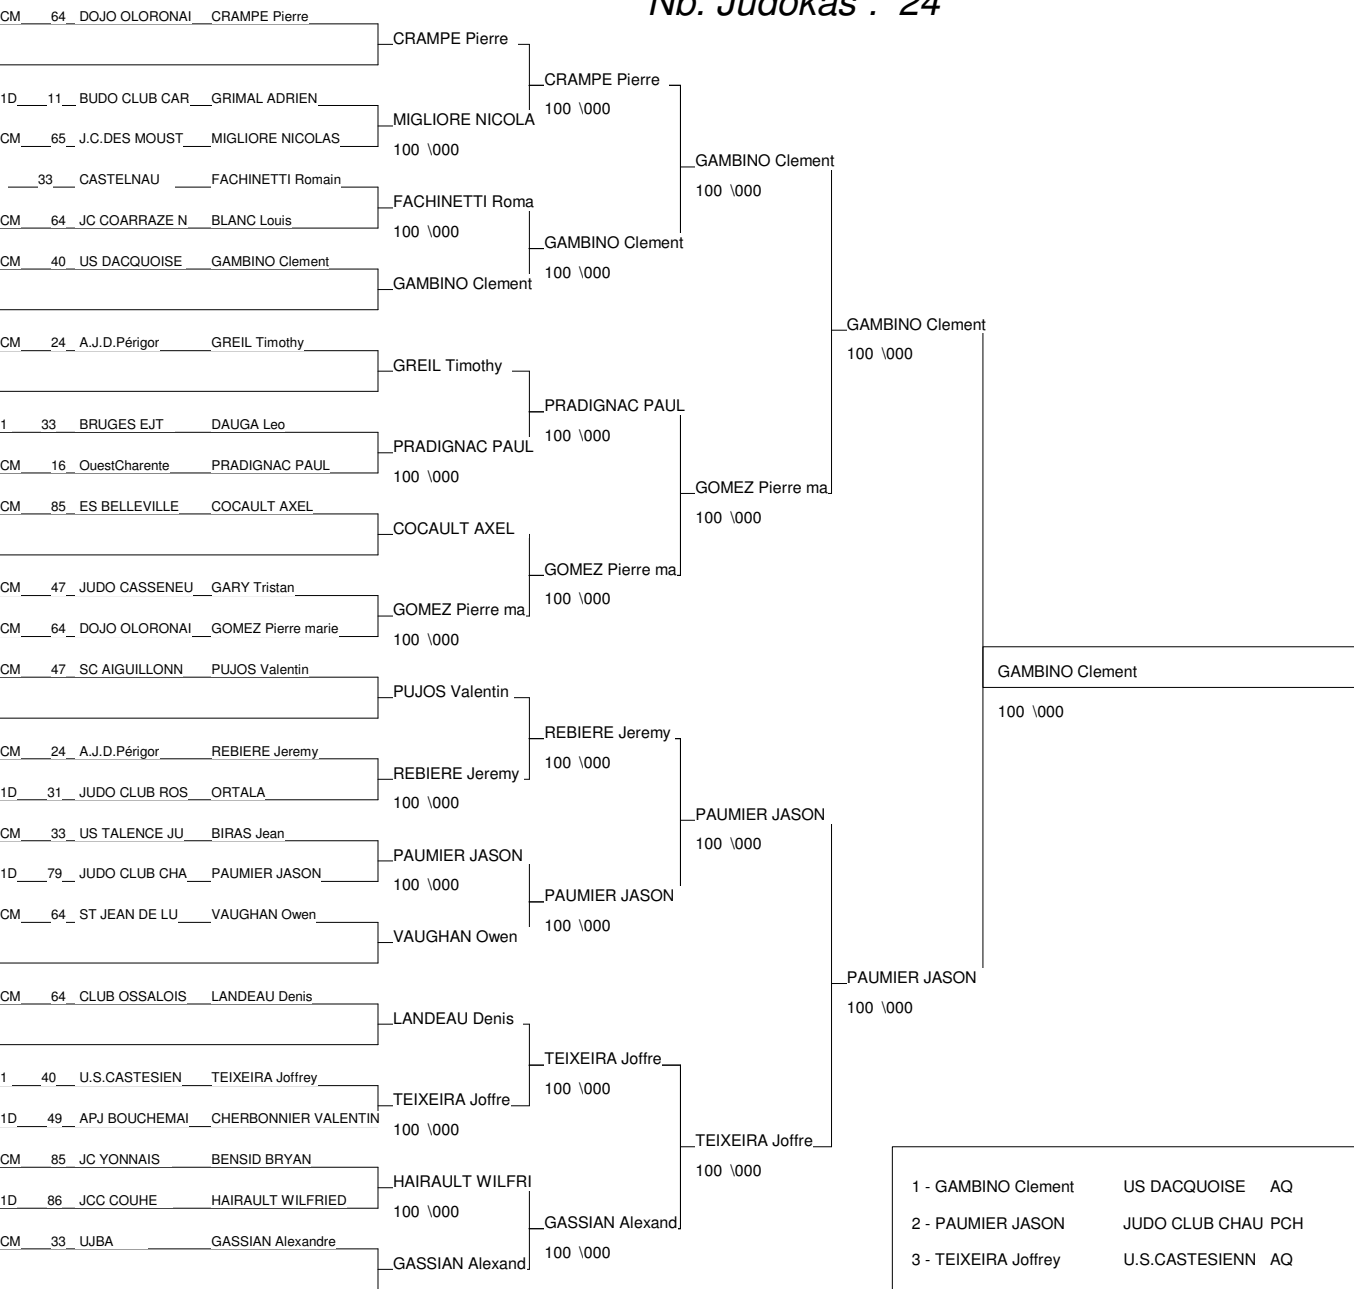 Nb. Judokas : 24
CM 64 DOJO OLORONAI CRAMPE Pierre
CRAMPE Pierre
CRAMPE Pierre
100 \000
1D 11 BUDO CLUB CAR GRIMAL ADRIEN
MIGLIORE NICOLA
100 \000
CM 65 J.C.DES MOUST MIGLIORE NICOLAS
GAMBINO Clement
100 \000
33 CASTELNAU FACHINETTI Romain
FACHINETTI Roma
100 \000
CM 64 JC COARRAZE N BLANC Louis
GAMBINO Clement
100 \000
CM 40 US DACQUOISE GAMBINO Clement
GAMBINO Clement
GAMBINO Clement
100 \000
CM 24 A.J.D.Périgor GREIL Timothy
GREIL Timothy
PRADIGNAC PAUL
100 \000
1 33 BRUGES EJT DAUGA Leo
PRADIGNAC PAUL
100 \000
CM 16 OuestCharente PRADIGNAC PAUL
GOMEZ Pierre ma
100 \000
CM 85 ES BELLEVILLE COCAULT AXEL
COCAULT AXEL
GOMEZ Pierre ma
100 \000
CM 47 JUDO CASSENEU GARY Tristan
GOMEZ Pierre ma
100 \000
CM 64 DOJO OLORONAI GOMEZ Pierre marie
CM 47 SC AIGUILLONN PUJOS Valentin
GAMBINO Clement
100 \000
PUJOS Valentin
REBIERE Jeremy
100 \000
CM 24 A.J.D.Périgor REBIERE Jeremy
REBIERE Jeremy
100 \000
1D 31 JUDO CLUB ROS ORTALA
PAUMIER JASON
100 \000
CM 33 US TALENCE JU BIRAS Jean
PAUMIER JASON
100 \000
1D 79 JUDO CLUB CHA PAUMIER JASON
PAUMIER JASON
100 \000
CM 64 ST JEAN DE LU VAUGHAN Owen
VAUGHAN Owen
PAUMIER JASON
100 \000
CM 64 CLUB OSSALOIS LANDEAU Denis
LANDEAU Denis
TEIXEIRA Joffre
100 \000
1 40 U.S.CASTESIEN TEIXEIRA Joffrey
TEIXEIRA Joffre
100 \000
1D 49 APJ BOUCHEMAI CHERBONNIER VALENTIN
TEIXEIRA Joffre
100 \000
CM 85 JC YONNAIS BENSID BRYAN
HAIRAULT WILFRI
100 \000
1D 86 JCC COUHE HAIRAULT WILFRIED
GASSIAN Alexand
100 \000
CM 33 UJBA GASSIAN Alexandre
GASSIAN Alexand
1 - GAMBINO Clement US DACQUOISE AQ
2 - PAUMIER JASON JUDO CLUB CHAU PCH
3 - TEIXEIRA Joffrey U.S.CASTESIENN AQ